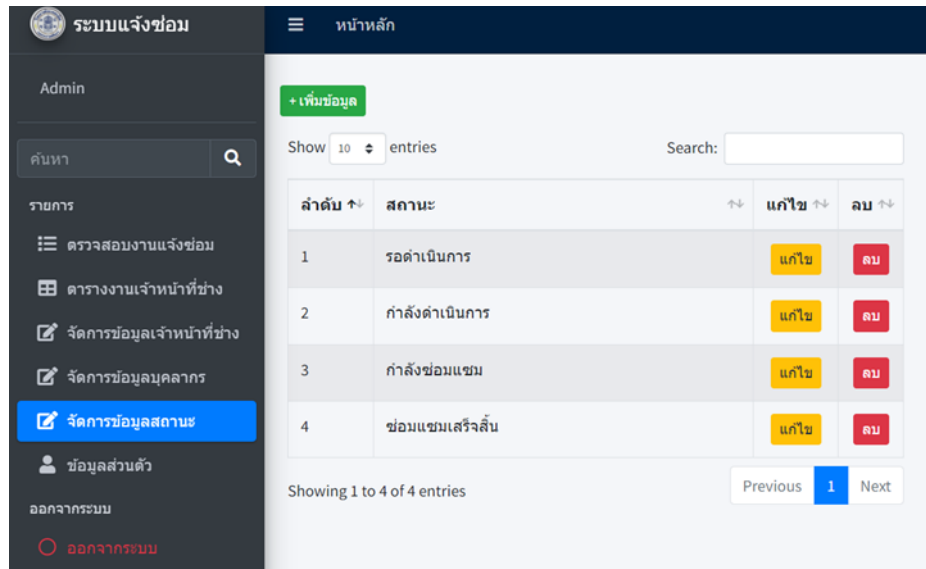 ระบบแจ้งซ่อม
หน้าหลัก
Admin
ค้นหา
รายการ
ตรวจสอบงานแจ้งซ่อม
ตารางงานเจ้าหน้าที่ช่าง
จัดการข้อมูลเจ้าหน้าที่ช่าง
จัดการข้อมูลบุคลากร
จัดการข้อมูลสถานะ
ข้อมูลส่วนตัว
ออกจากระบบ
ออกจากระบบ
+ เพิ่มข้อมูล
Show 10 entries Search:
ลำดับ สถานะ แก้ไข ลบ
1 รอดำเนินการ แก้ไข ลบ
2 กำลังดำเนินการ แก้ไข ลบ
3 กำลังซ่อมแซม แก้ไข ลบ
4 ซ่อมแซมเสร็จสิ้น แก้ไข ลบ
Showing 1 to 4 of 4 entries Previous 1 Next